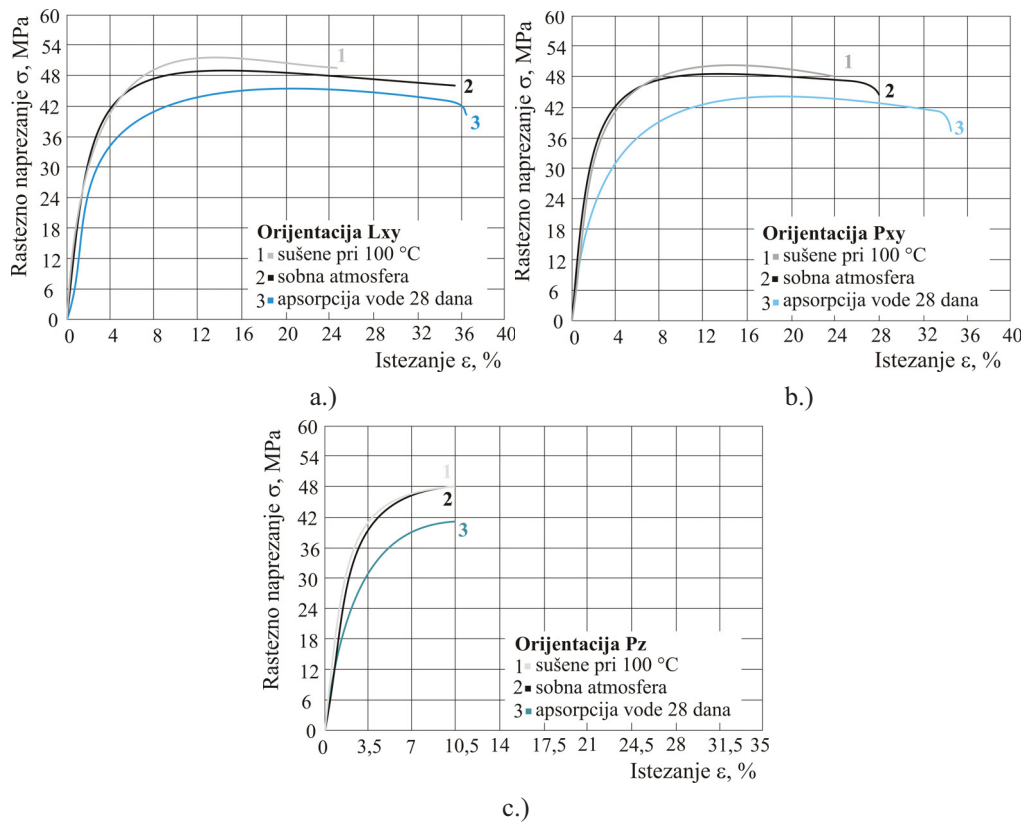 Rastezno naprezanje σ, MPa
60
54
48
42
36
30
24
18
12
6
0
0 4 8 12 16 20 24 28 32 36 40
Istezanje ε, %
1
2
3
Orijentacija Lxy
1 sušene pri 100 °C
2 sobna atmosfera
3 apsorpcija vode 28 dana
a.)
Rastezno naprezanje σ, MPa
60
54
48
42
36
30
24
18
12
6
0
0 4 8 12 16 20 24 28 32 36 40
Istezanje ε, %
1
2
3
Orijentacija Pxy
1 sušene pri 100 °C
2 sobna atmosfera
3 apsorpcija vode 28 dana
b.)
Rastezno naprezanje σ, MPa
60
54
48
42
36
30
24
18
12
6
0
0 3,5 7 10,5 14 17,5 21 24,5 28 31,5 35
Istezanje ε, %
1
2
3
Orijentacija Pz
1 sušene pri 100 °C
2 sobna atmosfera
3 apsorpcija vode 28 dana
c.)